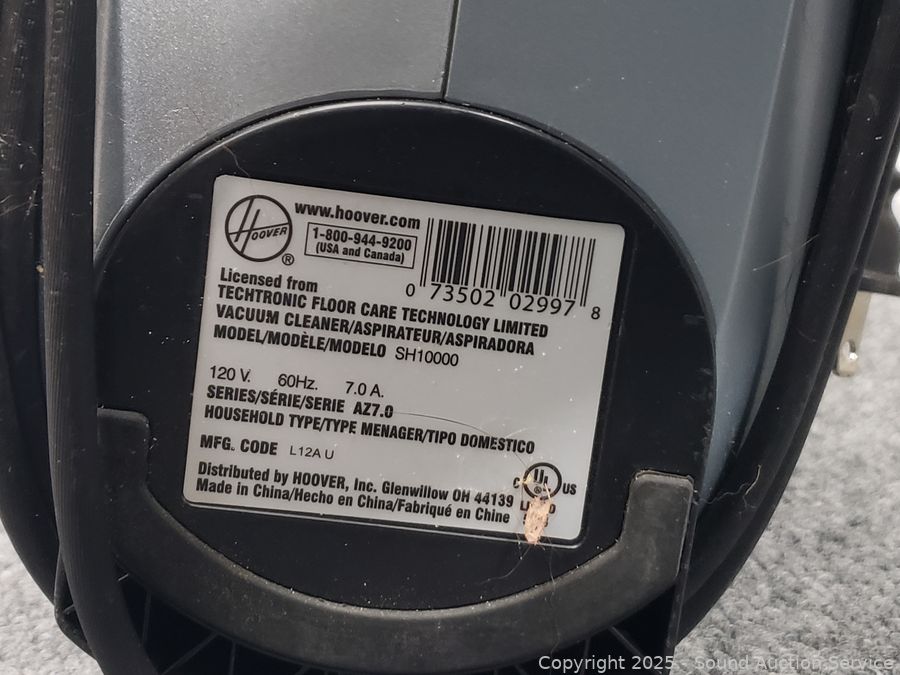 HOOVER
®
www.hoover.com
1-800-944-9200
(USA and Canada)
0 73502 02997 8
Licensed from
TECHTRONIC FLOOR CARE TECHNOLOGY LIMITED
VACUUM CLEANER/ASPIRATEUR/ASPIRADORA
MODEL/MODÈLE/MODELO SH10000
120 V. 60Hz. 7.0 A.
SERIES/SÉRIE/SERIE AZ7.0
HOUSEHOLD TYPE/TYPE MENAGER/TIPO DOMESTICO
MFG. CODE L12A U
Distributed by HOOVER, Inc. Glenwillow OH 44139
Made in China/Hecho en China/Fabriqué en Chine
C UL ® US
Copyright 2025 - Sound Auction Service